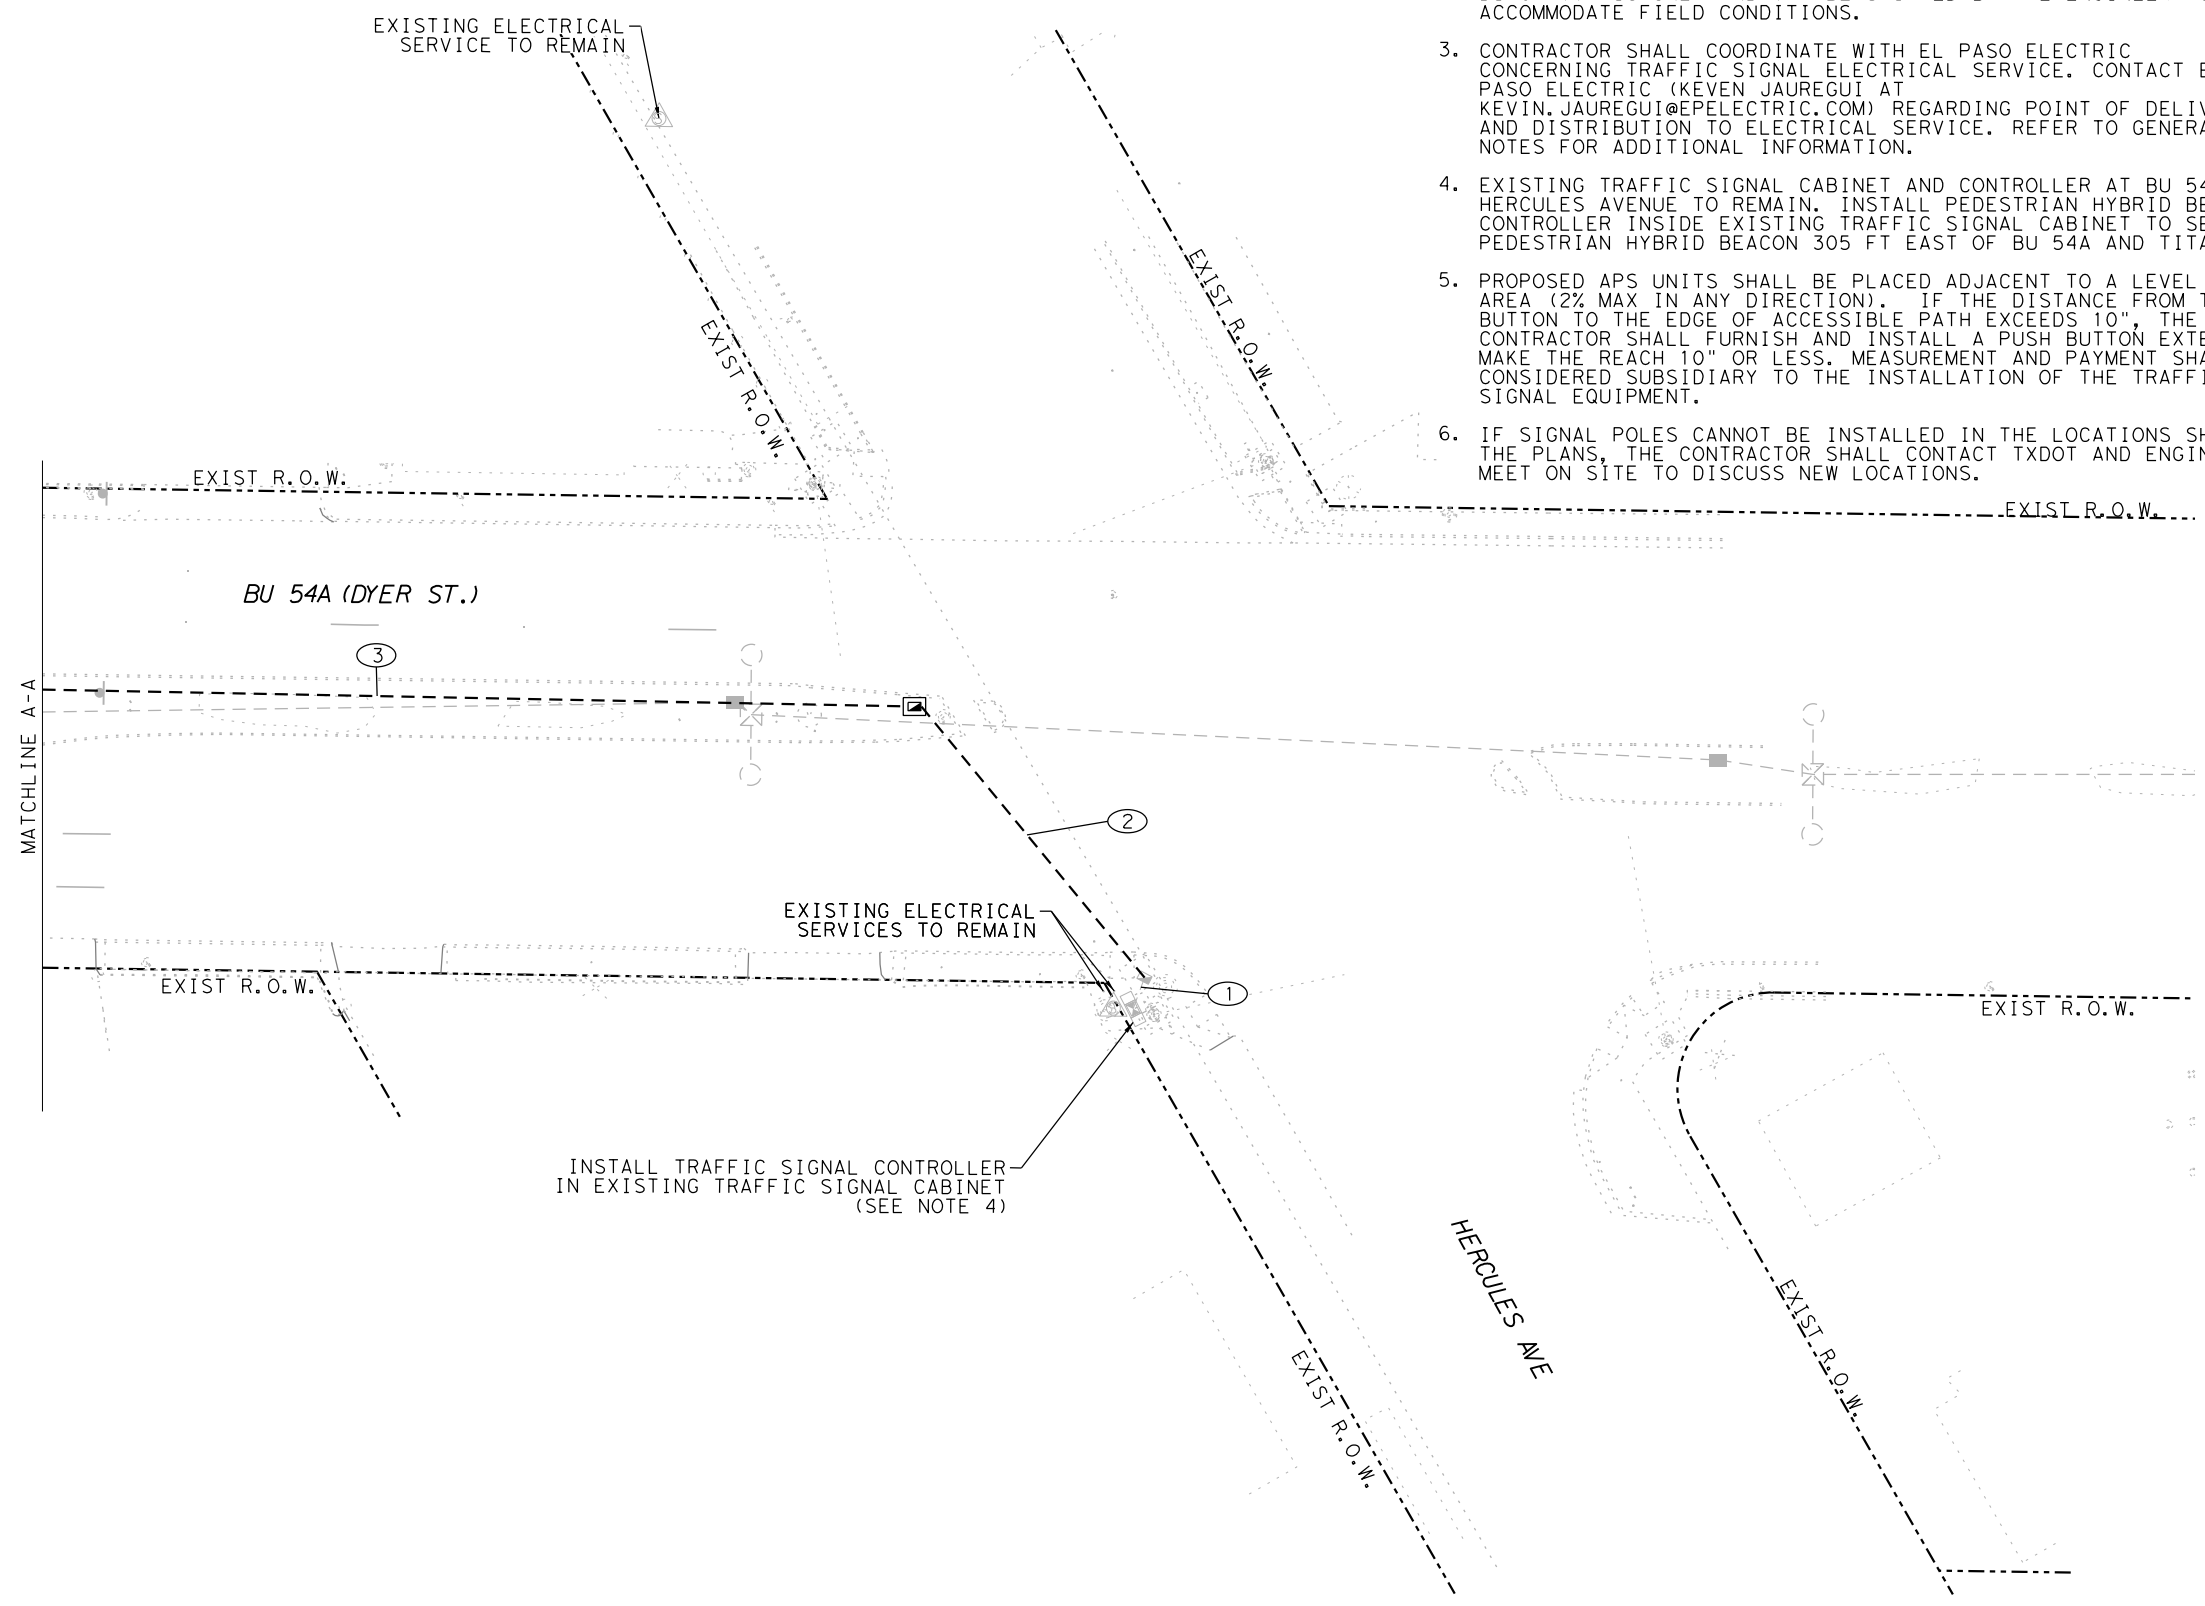 EXISTING ELECTRICAL
SERVICE TO REMAIN
ACCOMMODATE FIELD CONDITIONS.
3. CONTRACTOR SHALL COORDINATE WITH EL PASO ELECTRIC
CONCERNING TRAFFIC SIGNAL ELECTRICAL SERVICE. CONTACT
PASO ELECTRIC (KEVEN JAUREGUI AT
KEVIN.JAUREGUI@EPELECTRIC.COM) REGARDING POINT OF
AND DISTRIBUTION TO ELECTRICAL SERVICE. REFER TO
NOTES FOR ADDITIONAL INFORMATION.
4. EXISTING TRAFFIC SIGNAL CABINET AND CONTROLLER AT BU
HERCULES AVENUE TO REMAIN. INSTALL PEDESTRIAN HYBRID
CONTROLLER INSIDE EXISTING TRAFFIC SIGNAL CABINET TO
PEDESTRIAN HYBRID BEACON 305 FT EAST OF BU 54A AND
5. PROPOSED APS UNITS SHALL BE PLACED ADJACENT TO A LEVEL
AREA (2% MAX IN ANY DIRECTION). IF THE DISTANCE FROM
BUTTON TO THE EDGE OF ACCESSIBLE PATH EXCEEDS 10", THE
CONTRACTOR SHALL FURNISH AND INSTALL A PUSH BUTTON
MAKE THE REACH 10" OR LESS. MEASUREMENT AND PAYMENT
CONSIDERED SUBSIDIARY TO THE INSTALLATION OF THE
SIGNAL EQUIPMENT.
6. IF SIGNAL POLES CANNOT BE INSTALLED IN THE LOCATIONS
THE PLANS, THE CONTRACTOR SHALL CONTACT TXDOT AND
MEET ON SITE TO DISCUSS NEW LOCATIONS.
EXIST R.O.W.
EXIST R.O.W.
EXIST R.O.W.
EXIST R.O.W.
BU 54A (DYER ST.)
3
MATCHLINE A-A
2
EXISTING ELECTRICAL
SERVICES TO REMAIN
1
EXIST R.O.W.
EXIST R.O.W.
INSTALL TRAFFIC SIGNAL CONTROLLER
IN EXISTING TRAFFIC SIGNAL CABINET
(SEE NOTE 4)
HERCULES AVE
EXIST R.O.W.
EXIST R.O.W.